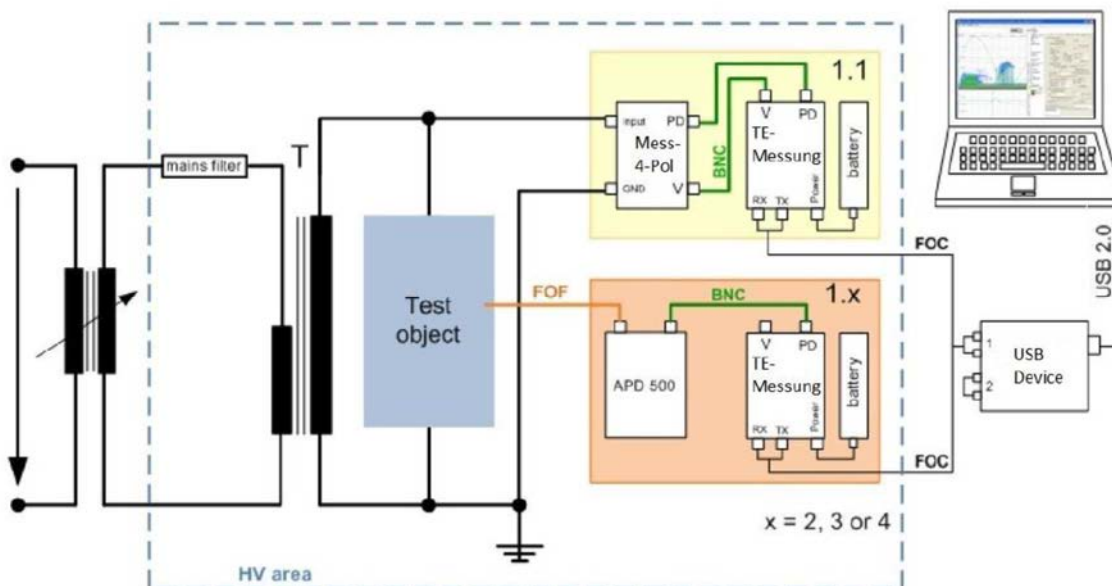 mains filter
T
Test
object
HV area
1.1
Input
PD
Mess-
4-Pol
GND
V
BNC
V
PD
TE-
Messung
RX
TX
Power
battery
FOC
FOF
BNC
1.x
APD 500
V
PD
TE-
Messung
RX
TX
Power
battery
FOC
x = 2, 3 or 4
1
2
USB
Device
USB 2.0